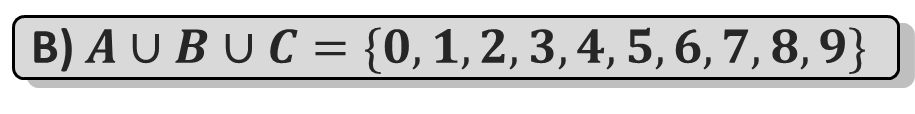 B) A ∪ B ∪ C = {0, 1, 2, 3, 4, 5, 6, 7, 8, 9}